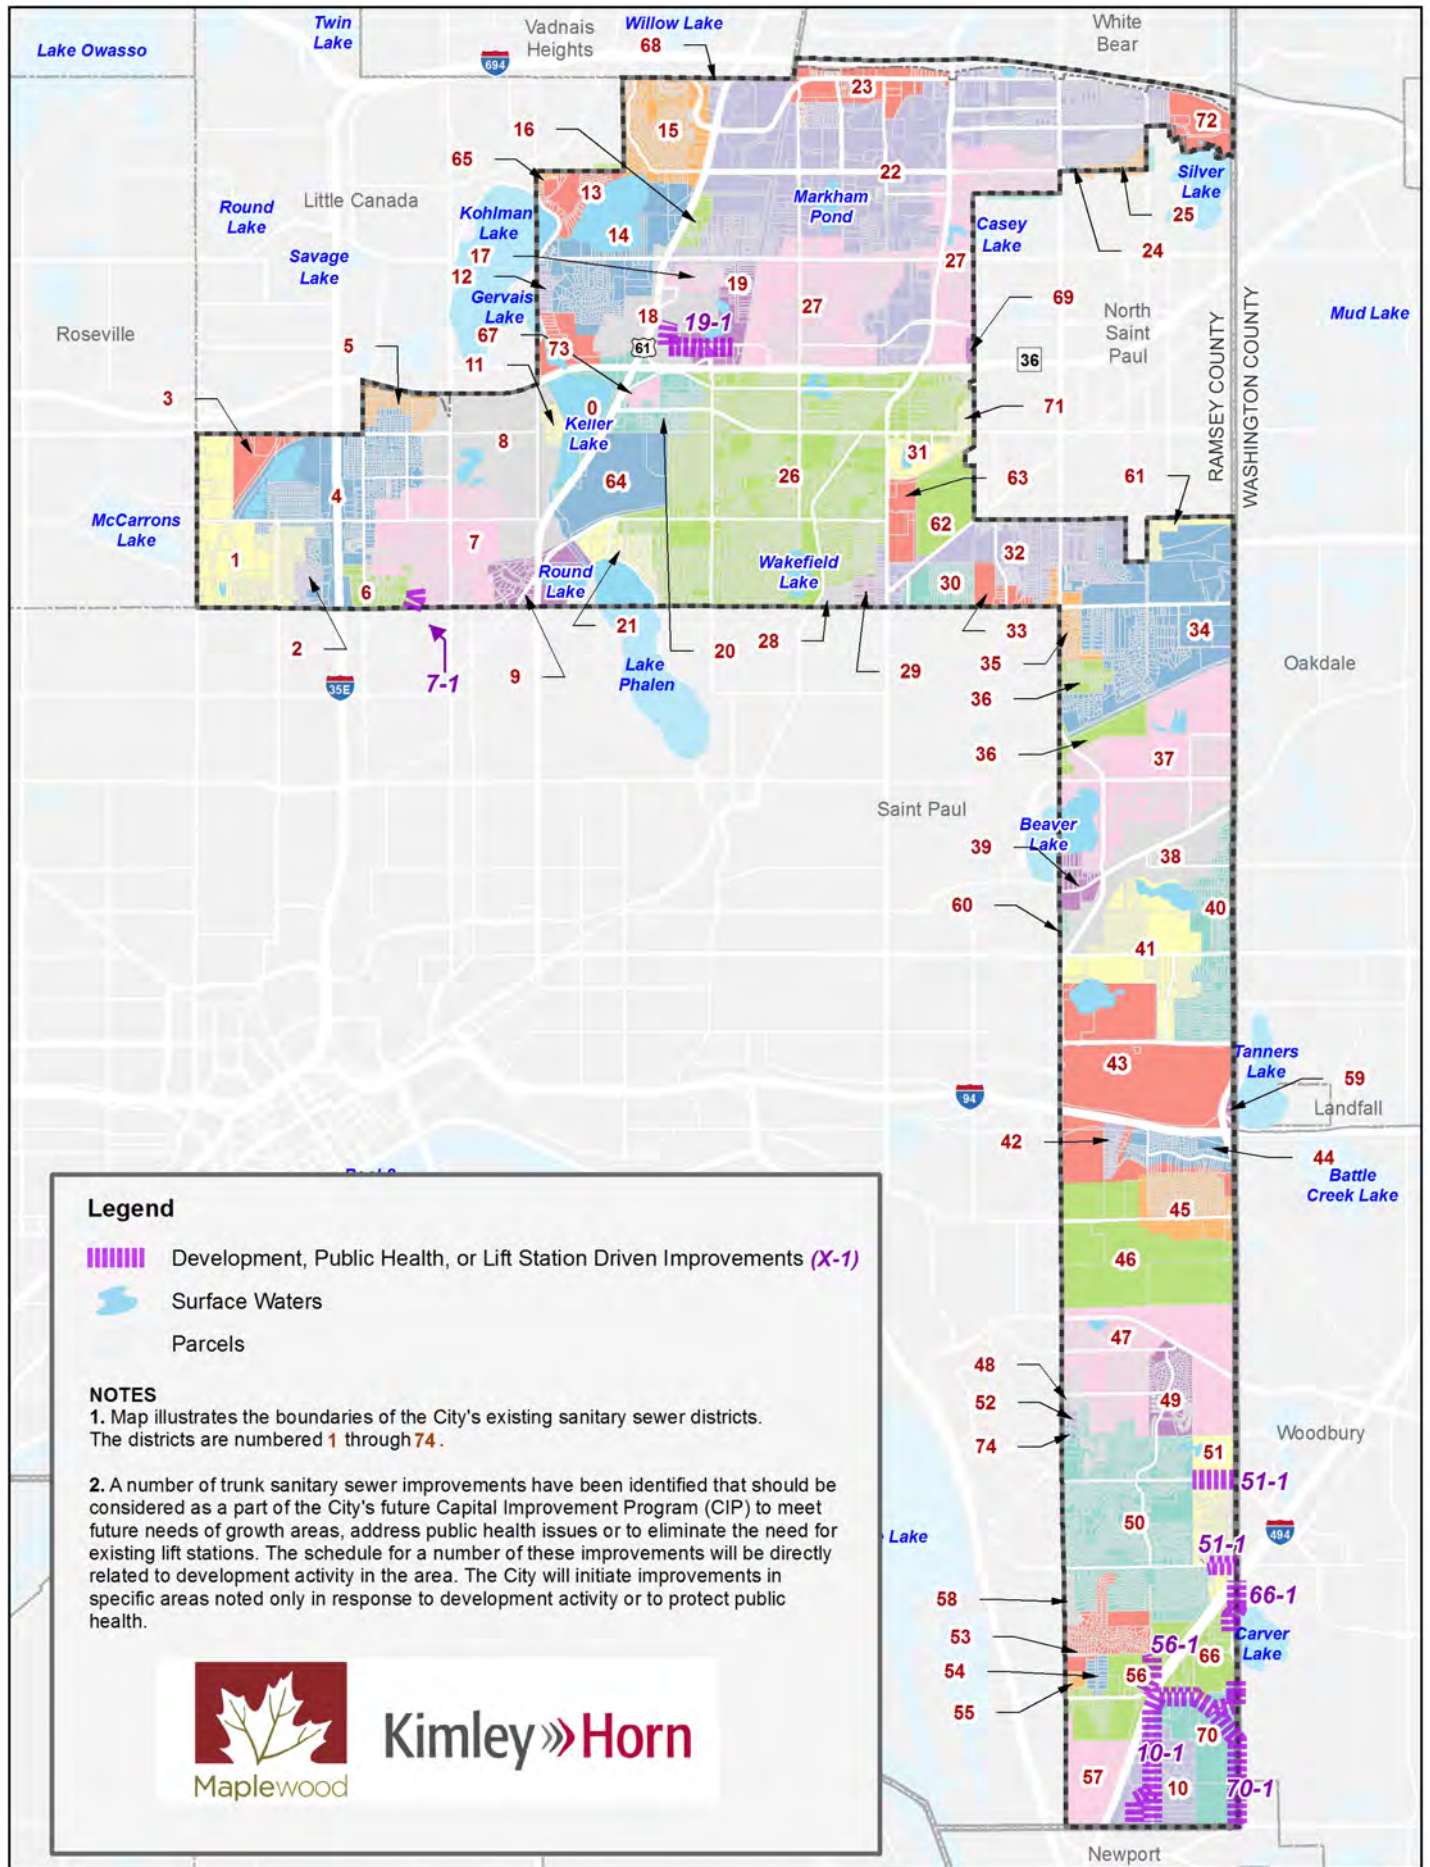 Twin
Lake
Vadnais
Heights
Willow Lake
White
Bear
Lake Owasso
68
694
23
16
15
72
65
22
Silver
Lake
13
Markham
Pond
Little Canada
Round
Lake
Kohlman
Lake
25
14
Casey
Lake
Savage
Lake
17
24
27
12
19
69
Gervais
Lake
27
North
Saint
Paul
Mud Lake
18
19-1
67
Roseville
5
73
61
36
RAMSEY COUNTY
WASHINGTON COUNTY
11
3
0
71
Keller
Lake
8
31
26
63
61
64
4
McCarrons
Lake
62
7
32
1
Wakefield
Lake
Round
Lake
30
6
21
33
34
2
20
28
35
Oakdale
29
Lake
Phalen
9
7-1
35E
36
36
37
Saint Paul
Beaver
Lake
39
38
60
40
41
Tanners
Lake
43
59
94
Landfall
42
44
Battle
Creek Lake
45
46
47
48
52
49
74
Woodbury
51
51-1
50
494
Lake
51-1
58
66-1
53
56-1
Carver
Lake
66
54
56
55
70
10-1
57
10
70-1
Newport
Legend
Development, Public Health, or Lift Station Driven Improvements (X-1)
Surface Waters
Parcels
NOTES
1. Map illustrates the boundaries of the City's existing sanitary sewer districts.
The districts are numbered 1 through 74 .
2. A number of trunk sanitary sewer improvements have been identified that should be
considered as a part of the City's future Capital Improvement Program (CIP) to meet
future needs of growth areas, address public health issues or to eliminate the need for
existing lift stations. The schedule for a number of these improvements will be directly
related to development activity in the area. The City will initiate improvements in
specific areas noted only in response to development activity or to protect public
health.
Maplewood
Kimley»Horn